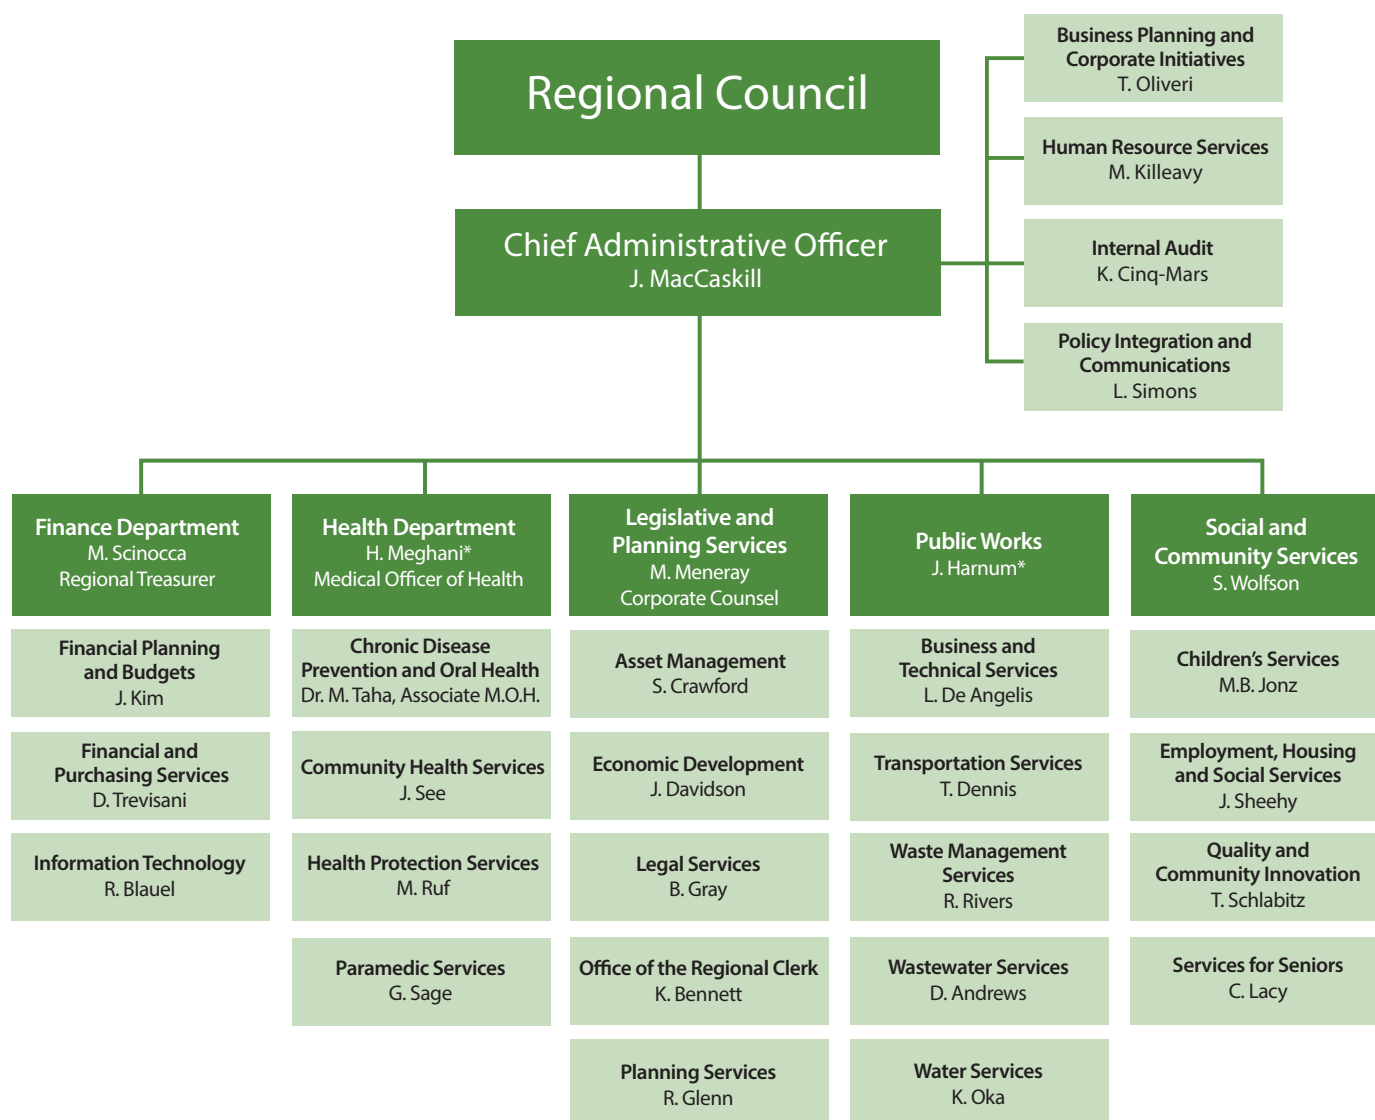 Regional Council
Chief Administrative Officer
J. MacCaskill
Business Planning and
Corporate Initiatives
T. Oliveri
Human Resource Services
M. Killeavy
Internal Audit
K. Cinq-Mars
Policy Integration and
Communications
L. Simons
Finance Department
M. Scinocca
Regional Treasurer
Financial Planning
and Budgets
J. Kim
Financial and
Purchasing Services
D. Trevisani
Information Technology
R. Blauel
Health Department
H. Meghani*
Medical Officer of Health
Chronic Disease
Prevention and Oral Health
Dr. M. Taha, Associate M.O.H.
Community Health Services
J. See
Health Protection Services
M. Ruf
Paramedic Services
G. Sage
Legislative and
Planning Services
M. Meneray
Corporate Counsel
Asset Management
S. Crawford
Economic Development
J. Davidson
Legal Services
B. Gray
Office of the Regional Clerk
K. Bennett
Planning Services
R. Glenn
Public Works
J. Harnum*
Business and
Technical Services
L. De Angelis
Transportation Services
T. Dennis
Waste Management
Services
R. Rivers
Wastewater Services
D. Andrews
Water Services
K. Oka
Social and
Community Services
S. Wolfson
Children's Services
M.B. Jonz
Employment, Housing
and Social Services
J. Sheehy
Quality and
Community Innovation
T. Schlabitz
Services for Seniors
C. Lacy